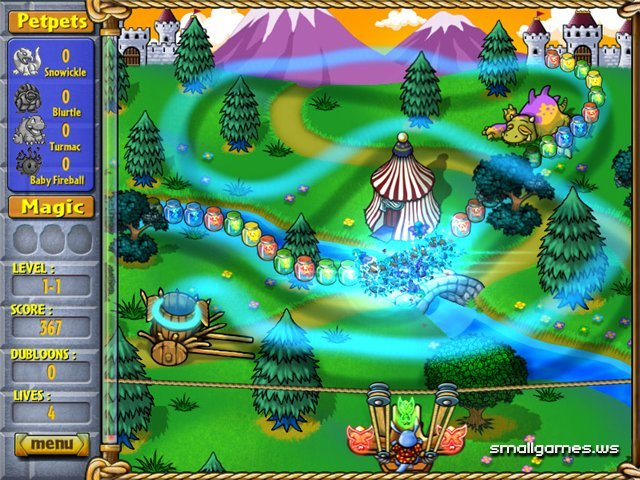 Petpets
0
Snowickle
0
Blurtle
0
Turmac
0
Baby Fireball
Magic
LEVEL :
1-1
SCORE :
367
DUBLOONS :
0
LIVES :
4
menu
smallgames.ws